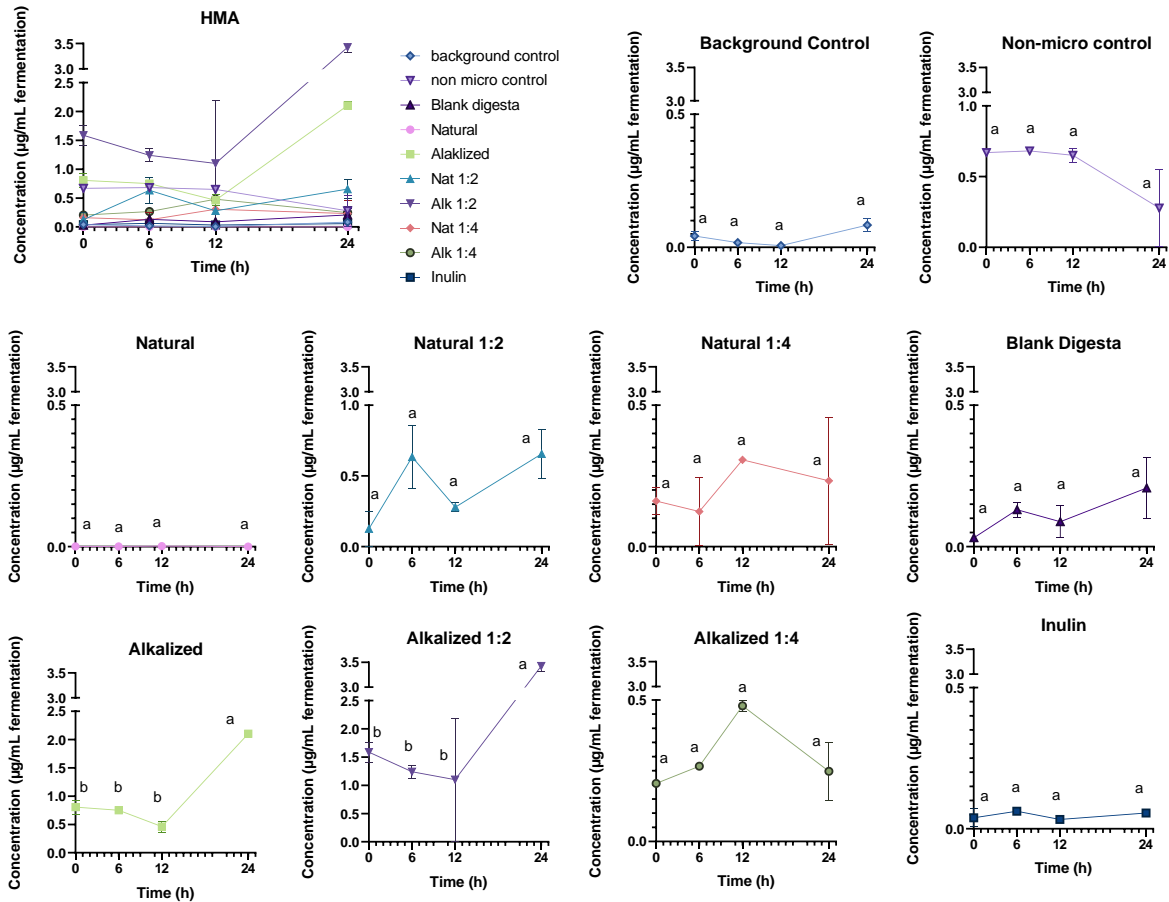 HMA
Concentration (µg/mL fermentation)
3.5
3.0
2.5
2.0
1.5
1.0
0.5
0.0
0 6 12 24
Time (h)
background control
non micro control
Blank digesta
Natural
Alaklized
Nat 1:2
Alk 1:2
Nat 1:4
Alk 1:4
Inulin
Background Control
Concentration (µg/mL fermentation)
3.5
3.0
0.5
a a a a
0.0
0 6 12 24
Time (h)
Non-micro control
Concentration (µg/mL fermentation)
3.5
3.0
1.0
a a a
0.5
a
0.0
0 6 12 24
Time (h)
Natural
Concentration (µg/mL fermentation)
3.5
3.0
0.5
a a a a
0.0
0 6 12 24
Time (h)
Natural 1:2
Concentration (µg/mL fermentation)
3.5
3.0
1.0
a a a a
0.5
0.0
0 6 12 24
Time (h)
Natural 1:4
Concentration (µg/mL fermentation)
3.5
3.0
0.5
a a a a
0.0
0 6 12 24
Time (h)
Blank Digesta
Concentration (µg/mL fermentation)
3.5
3.0
0.5
a a a a
0.0
0 6 12 24
Time (h)
Alkalized
Concentration (µg/mL fermentation)
3.5
3.0
2.5
2.0
1.5
1.0
0.5
0.0
b b b a
0 6 12 24
Time (h)
Alkalized 1:2
Concentration (µg/mL fermentation)
3.5
3.0
2.5
2.0
1.5
1.0
0.5
0.0
b b b a
0 6 12 24
Time (h)
Alkalized 1:4
Concentration (µg/mL fermentation)
3.5
3.0
0.5
a a a a
0.0
0 6 12 24
Time (h)
Inulin
Concentration (µg/mL fermentation)
3.5
3.0
0.5
a a a a
0.0
0 6 12 24
Time (h)